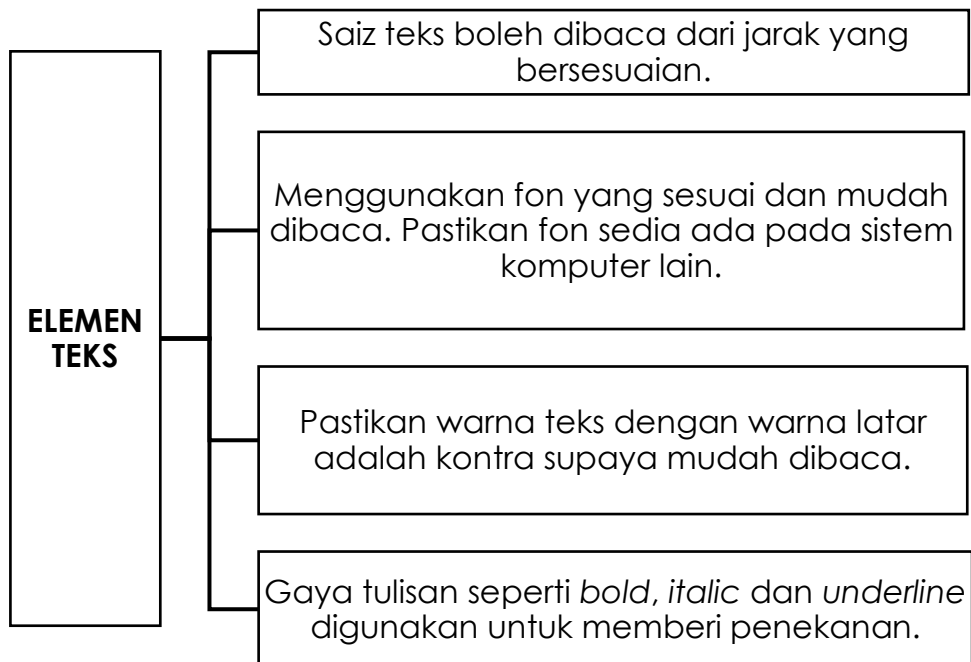 Saiz teks boleh dibaca dari jarak yang
bersesuaian.
Menggunakan fon yang sesuai dan mudah
dibaca. Pastikan fon sedia ada pada sistem
komputer lain.
ELEMEN
TEKS
Pastikan warna teks dengan warna latar
adalah kontra supaya mudah dibaca.
Gaya tulisan seperti bold, italic dan underline
digunakan untuk memberi penekanan.